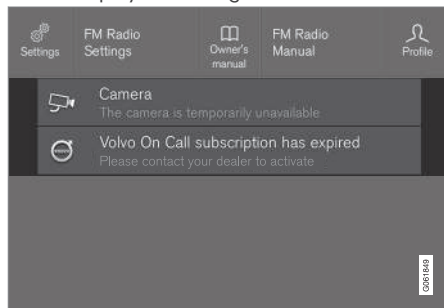 Settings
FM Radio
Settings
Owner's
manual
FM Radio
Manual
Profile
Camera
The camera is temporarily unavailable
Volvo On Call subscription has expired
Please contact your dealer to activate
G061849